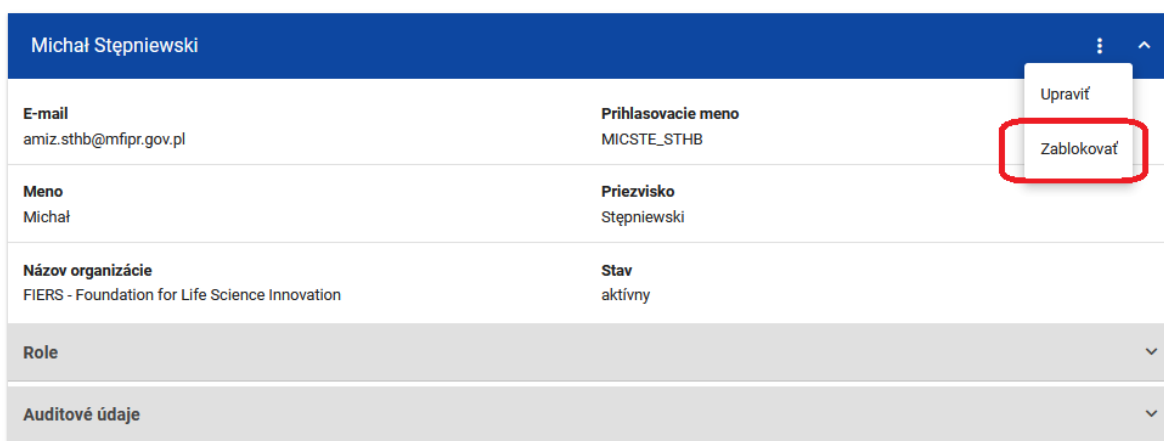 Michał Stępniewski
Upraviť
Zablokovať
E-mail
amiz.sthb@mfipr.gov.pl
Prihlasovacie meno
MICSTE_STHB
Meno
Michał
Priezvisko
Stępniewski
Názov organizácie
FIERS - Foundation for Life Science Innovation
Stav
aktívny
Role
Auditové údaje